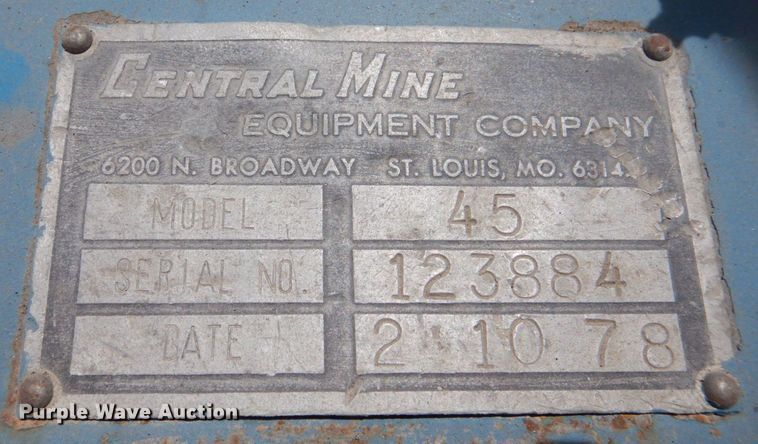 CENTRAL MINE
EQUIPMENT COMPANY
6200 N. BROADWAY ST. LOUIS, MO.
MODEL 45
SERIAL NO. 123884
DATE 2 10 78
Purple Wave Auction